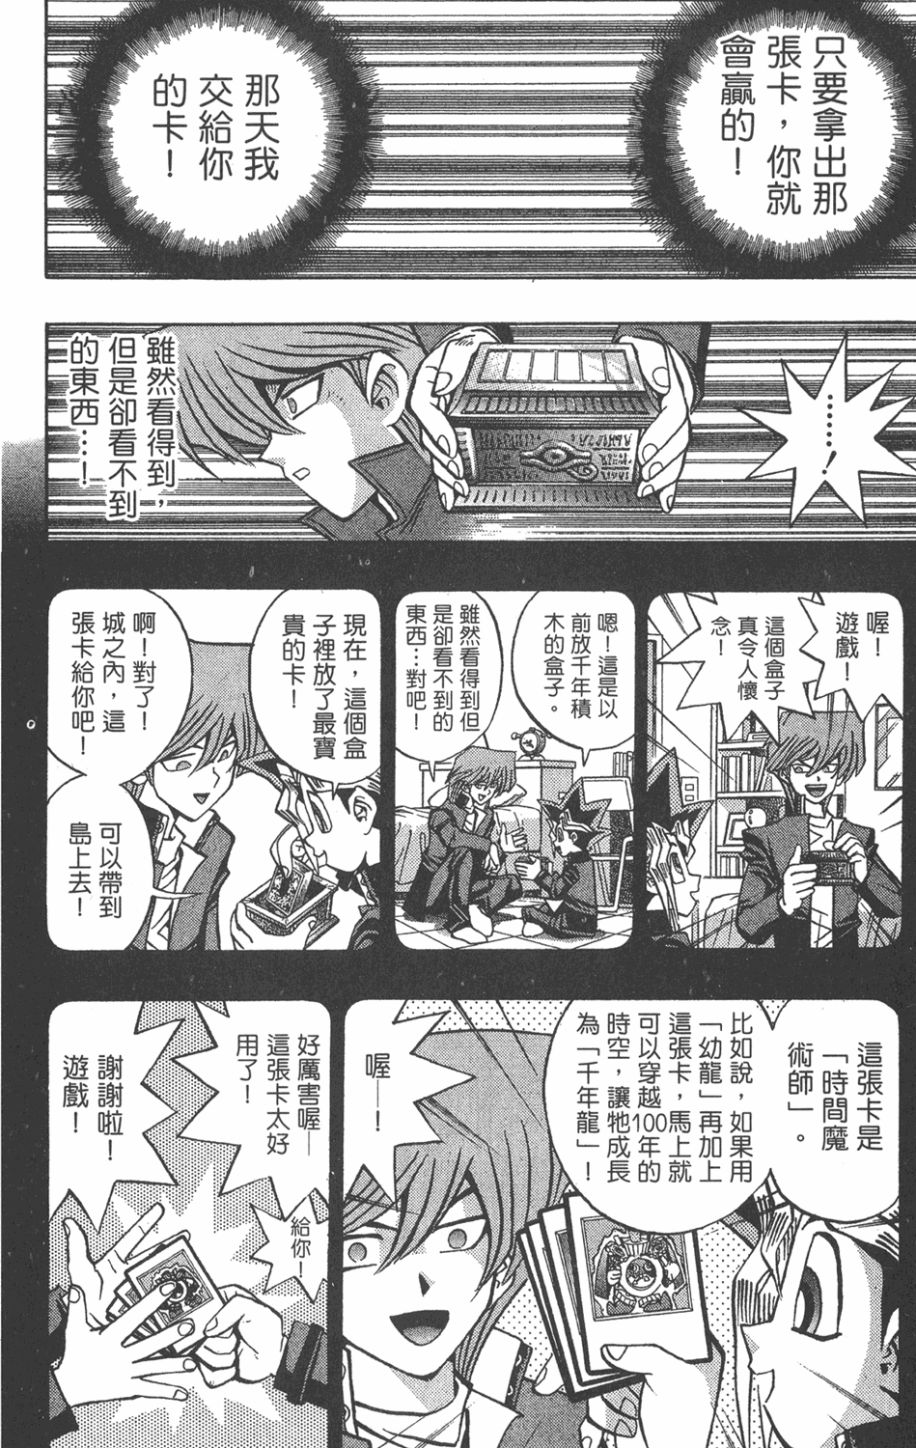 只要拿出那
張卡，你就
會贏的！
那天我
交給你
的卡！
……！
雖然看得到，
但是卻看不到
的東西…！
喔！
遊戲！
這個盒子
真令人懷
念！
嗯！這是以
前放千年積
木的盒子。
雖然看得到但
是卻看不到的
東西…對吧！
現在，這個盒
子裡放了最寶
貴的卡！
啊！對了！
城之內，這
張卡給你吧！
可以帶到
島上去！
這張卡是
「時間魔
術師」。
比如說，如果用
「幼龍」再加上
這張卡，馬上就
可以穿越100年的
時空，讓牠成長
為「千年龍」！
喔—！
好厲害喔—
這張卡太好
用了！
給你！
謝謝啦！
遊戲！